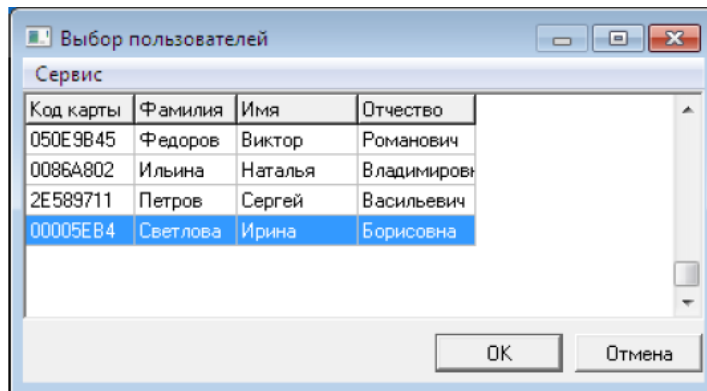 Выбор пользователей
Сервис
Код карты Фамилия Имя Отчество
050E9B45 Федоров Виктор Романович
0086A802 Ильина Наталья Владимировн
2E589711 Петров Сергей Васильевич
00005EB4 Светлова Ирина Борисовна
OK Отмена